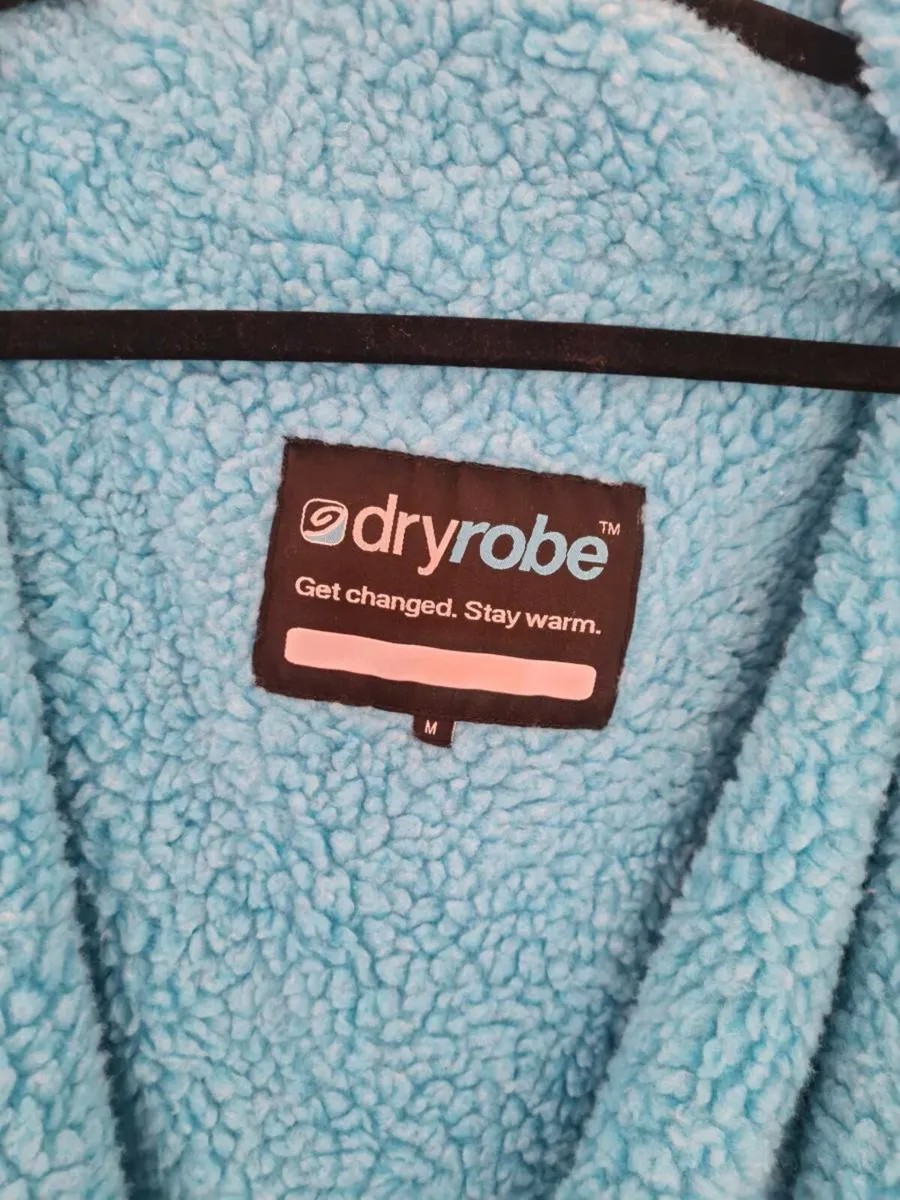 dryrobe™
Get changed. Stay warm.
M